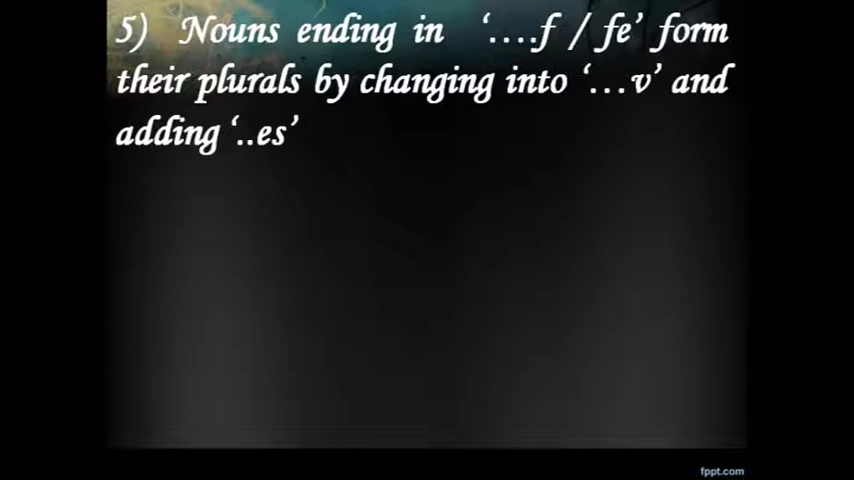 5) Nouns ending in ‘....f / fe’ form
their plurals by changing into ‘...v’ and
adding ‘..es’
fppt.com